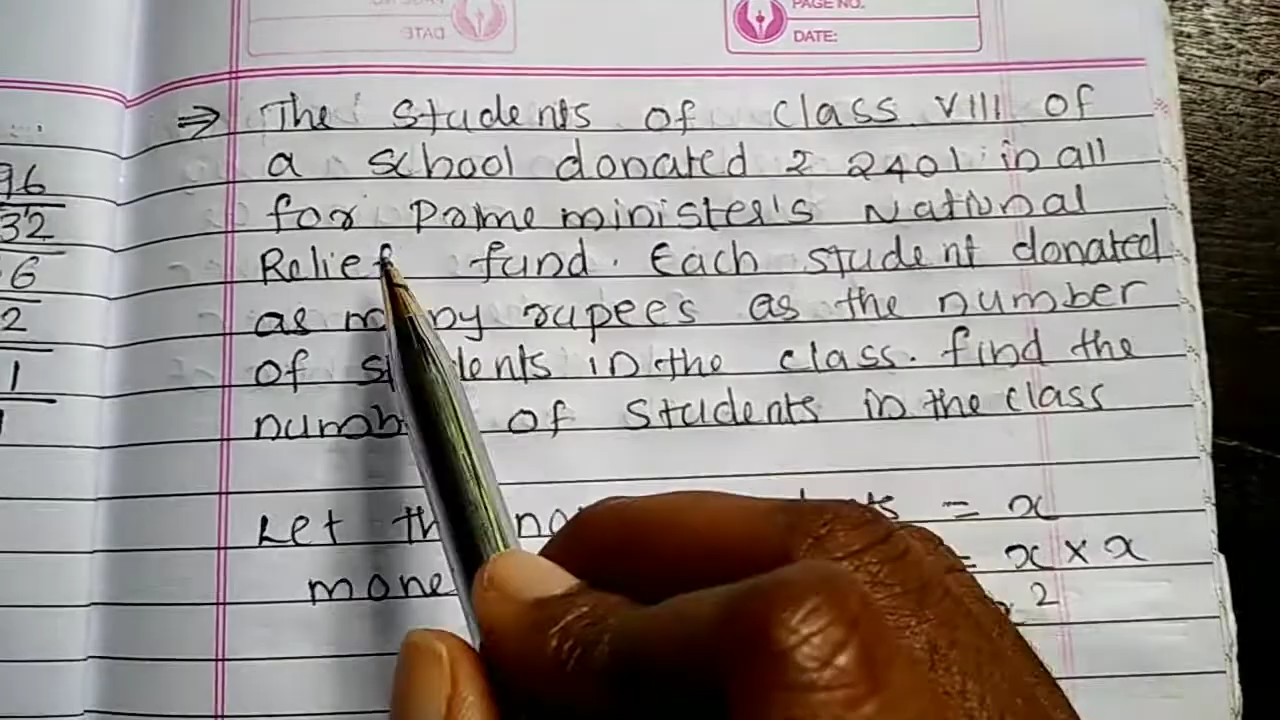 PAGE NO.
DATE:
⇒ The students of class VIII of
a school donated ₹ 2401 in all
for Prime minister's National
Relief fund. Each student donated
as many rupees as the number
of students in the class. find the
number of students in the class
Let the = x
= x × x
2
96
32
6
2
1
1